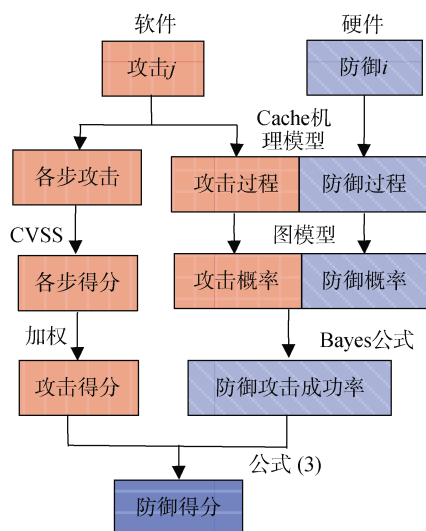 软件
硬件
攻击j
防御i
Cache机
理模型
各步攻击
攻击过程
防御过程
CVSS
图模型
各步得分
攻击概率
防御概率
加权
Bayes公式
攻击得分
防御攻击成功率
公式 (3)
防御得分